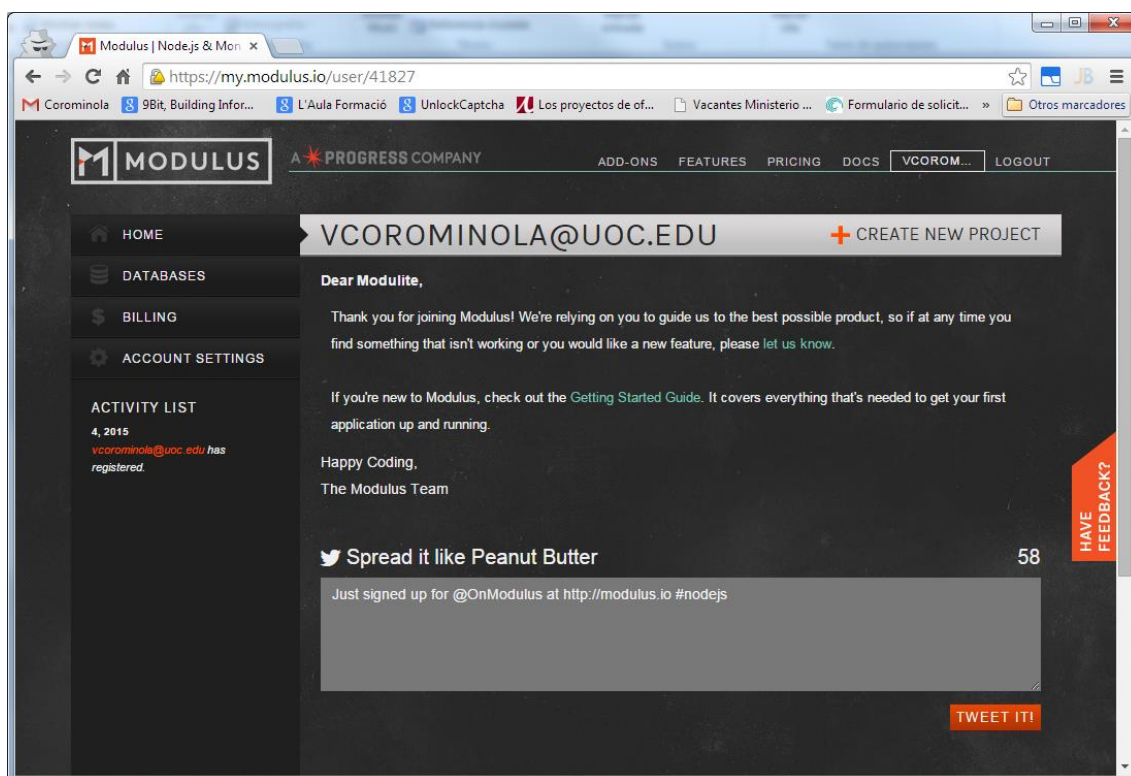 Modulus | Node.js & Mon
https://my.modulus.io/user/41827
Corominola 9Bit, Building Infor... L'Aula Formació UnlockCaptcha Los proyectos de of... Vacantes Ministerio ... Formulario de solicit... » Otros marcadores
MODULUS A PROGRESS COMPANY ADD-ONS FEATURES PRICING DOCS VCOROM... LOGOUT
HOME
DATABASES
BILLING
ACCOUNT SETTINGS
ACTIVITY LIST
4, 2015
vcorominola@uoc.edu has
registered.
VCOROMINOLA@UOC.EDU + CREATE NEW PROJECT
Dear Modulite,
Thank you for joining Modulus! We're relying on you to guide us to the best possible product, so if at any time you
find something that isn't working or you would like a new feature, please let us know.
If you're new to Modulus, check out the Getting Started Guide. It covers everything that's needed to get your first
application up and running.
Happy Coding,
The Modulus Team
Spread it like Peanut Butter 58
Just signed up for @OnModulus at http://modulus.io #nodejs
TWEET IT!
HAVE
FEEDBACK?
JB